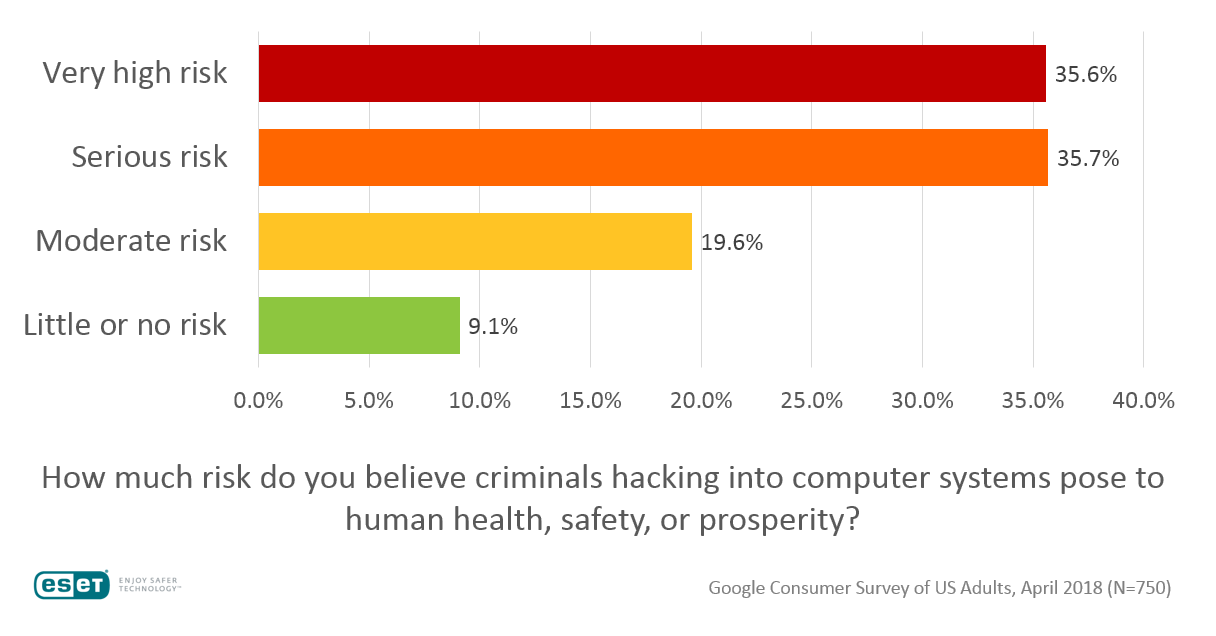 Very high risk
35.6%
Serious risk
35.7%
Moderate risk
19.6%
Little or no risk
9.1%
0.0% 5.0% 10.0% 15.0% 20.0% 25.0% 30.0% 35.0% 40.0%
How much risk do you believe criminals hacking into computer systems pose to
human health, safety, or prosperity?
eseT
ENJOY SAFER
TECHNOLOGY™
Google Consumer Survey of US Adults, April 2018 (N=750)